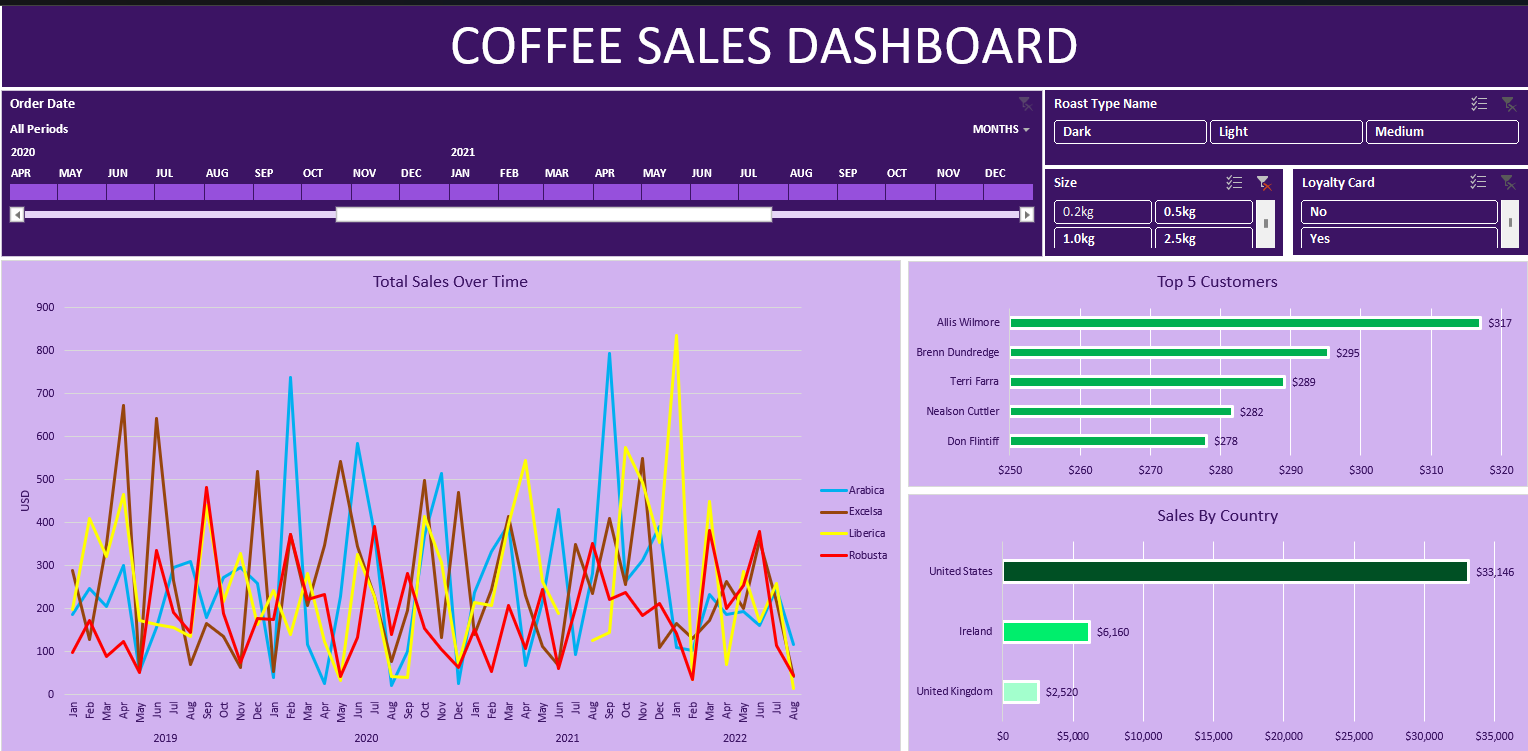 COFFEE SALES DASHBOARD
Order Date
All Periods
MONTHS
2020 2021
APR MAY JUN JUL AUG SEP OCT NOV DEC JAN FEB MAR APR MAY JUN JUL AUG SEP OCT NOV DEC
Roast Type Name
Dark Light Medium
Size
0.2kg 0.5kg
1.0kg 2.5kg
Loyalty Card
No
Yes
Total Sales Over Time
900
800
700
600
500
400
300
200
100
0
USD
Jan Feb Mar Apr May Jun Jul Aug Sep Oct Nov Dec Jan Feb Mar Apr May Jun Jul Aug Sep Oct Nov Dec Jan Feb Mar Apr May Jun Jul Aug Sep Oct Nov Dec Jan Feb Mar Apr May Jun Jul Aug
2019 2020 2021 2022
Arabica
Excelsa
Liberica
Robusta
Top 5 Customers
Allis Wilmore $317
Brenn Dundredge $295
Terri Farra $289
Nealson Cuttler $282
Don Flintiff $278
$250 $260 $270 $280 $290 $300 $310 $320
Sales By Country
United States $33,146
Ireland $6,160
United Kingdom $2,520
$0 $5,000 $10,000 $15,000 $20,000 $25,000 $30,000 $35,000